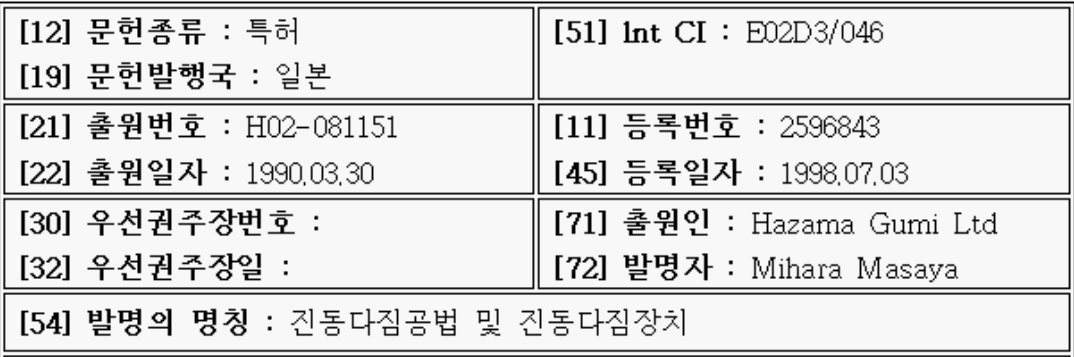 [12] 문헌종류 : 특허
[19] 문헌발행국 : 일본
[51] Int CI : E02D3/046
[21] 출원번호 : H02-081151
[22] 출원일자 : 1990.03.30
[11] 등록번호 : 2596843
[45] 등록일자 : 1998.07.03
[30] 우선권주장번호 :
[32] 우선권주장일 :
[71] 출원인 : Hazama Gumi Ltd
[72] 발명자 : Mihara Masaya
[54] 발명의 명칭 : 진동다짐공법 및 진동다짐장치